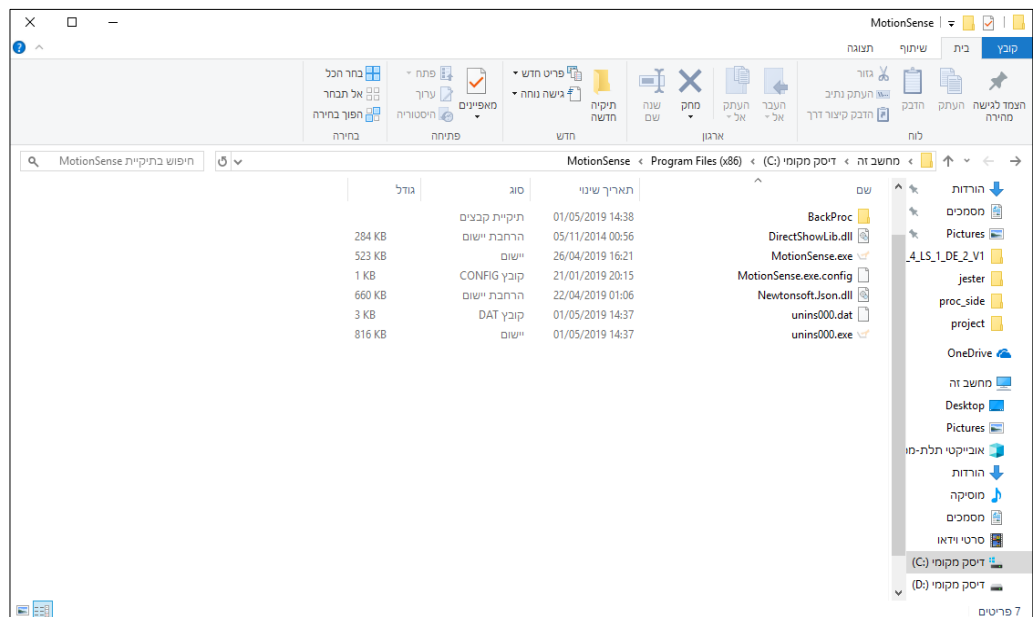 MotionSense
קובץ
בית
שיתוף
תצוגה
הצמד לגישה מהירה
העתק
הדבק
גזור
העתק נתיב
הדבק קיצור דרך
לוח
העבר אל
העתק אל
מחק
שנה שם
ארגון
תיקיה חדשה
פריט חדש
גישה נוחה
חדש
מאפיינים
פתח
ערוך
היסטוריה
פתיחה
בחר הכל
אל תבחר
הפוך בחירה
בחירה
מחשב זה › דיסק מקומי (C:) › Program Files (x86) › MotionSense
חיפוש בתיקיית MotionSense
שם תאריך שינוי סוג גודל
BackProc 01/05/2019 14:38 תיקיית קבצים
DirectShowLib.dll 05/11/2014 00:56 הרחבת יישום 284 KB
MotionSense.exe 26/04/2019 16:21 יישום 523 KB
MotionSense.exe.config 21/01/2019 20:15 קובץ CONFIG 1 KB
Newtonsoft.Json.dll 22/04/2019 01:06 הרחבת יישום 660 KB
unins000.dat 01/05/2019 14:37 קובץ DAT 3 KB
unins000.exe 01/05/2019 14:37 יישום 816 KB
הורדות
מסמכים
Pictures
_4_LS_1_DE_2_V1
jester
proc_side
project
OneDrive
מחשב זה
Desktop
Pictures
אובייקטי תלת-ממ
הורדות
מוסיקה
מסמכים
סרטי וידאו
דיסק מקומי (C:)
דיסק מקומי (D:)
7 פריטים